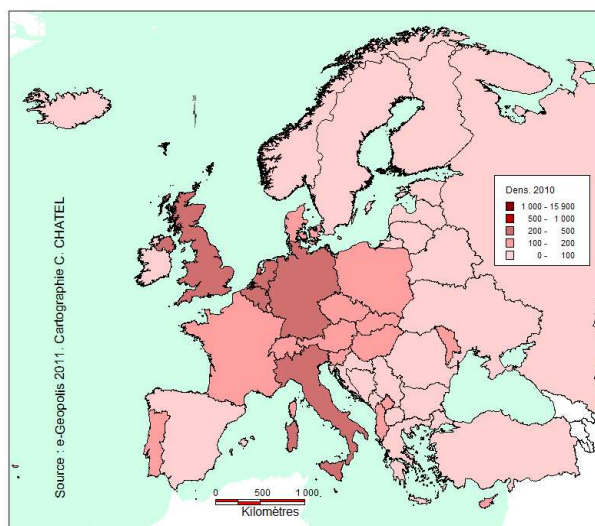 Dens. 2010
1 000 - 15 900
500 - 1 000
200 - 500
100 - 200
0 - 100
Source : e-Geopolis 2011. Cartographie C. CHATEL
0 500 1 000
Kilomètres